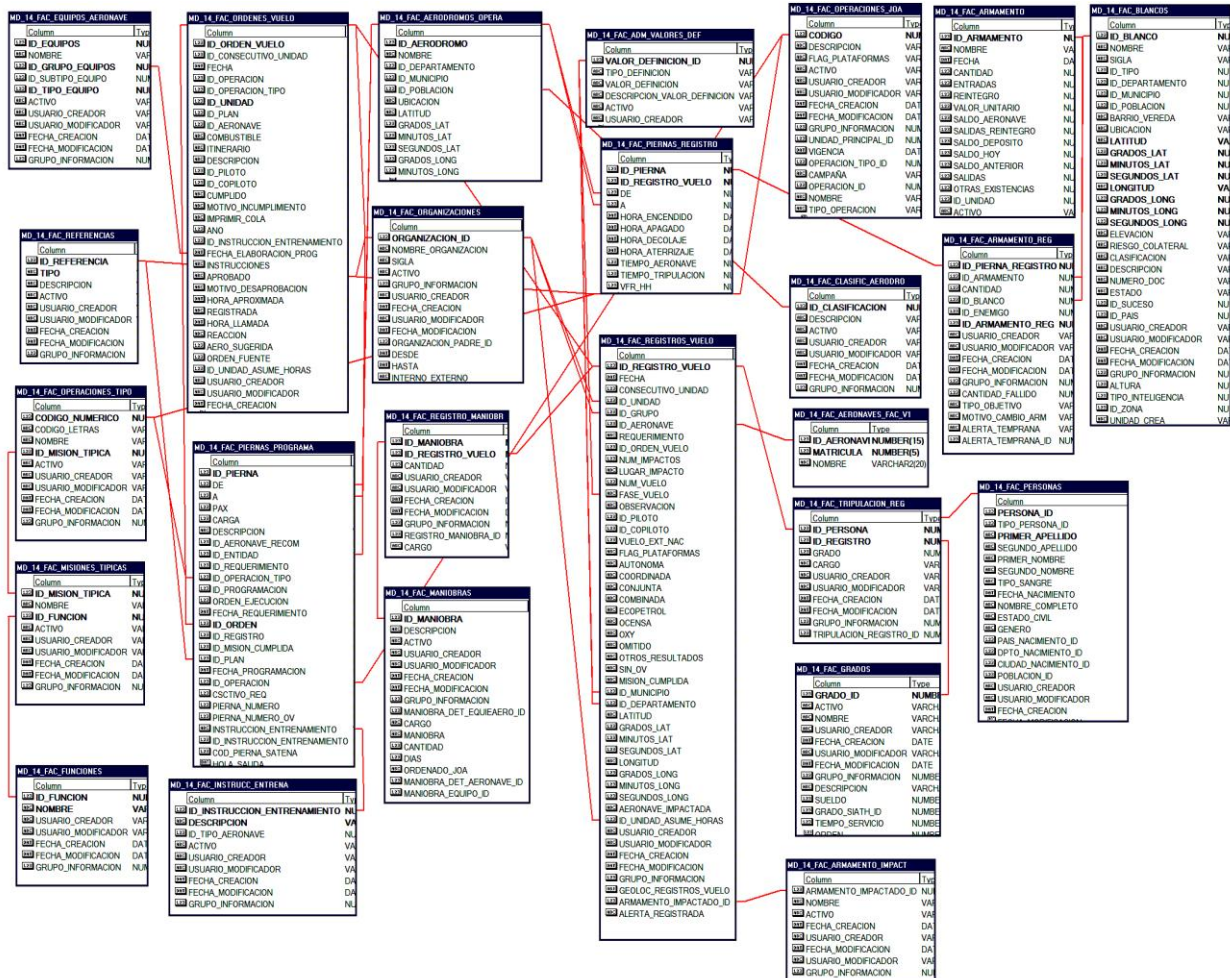 MD_14_FAC_EQUIPOS_AERONAVE
Column
ID_EQUIPOS
NOMBRE
ID_GRUPO_EQUIPOS
ID_SUBTIPO_EQUIPO
ID_TIPO_EQUIPO
ACTIVO
USUARIO_CREADOR
USUARIO_MODIFICADOR
FECHA_CREACION
FECHA_MODIFICACION
GRUPO_INFORMACION
MD_14_FAC_REFERENCIAS
Column
ID_REFERENCIA
TIPO
DESCRIPCION
ACTIVO
USUARIO_CREADOR
USUARIO_MODIFICADOR
FECHA_CREACION
FECHA_MODIFICACION
GRUPO_INFORMACION
MD_14_FAC_OPERACIONES_TIPO
Column
CODIGO_NUMERICO
CODIGO_LETRAS
NOMBRE
ID_MISION_TIPICA
ACTIVO
USUARIO_CREADOR
USUARIO_MODIFICADOR
FECHA_CREACION
FECHA_MODIFICACION
GRUPO_INFORMACION
MD_14_FAC_MISIONES_TIPICAS
Column
ID_MISION_TIPICA
NOMBRE
ID_FUNCION
ACTIVO
USUARIO_CREADOR
USUARIO_MODIFICADOR
FECHA_CREACION
FECHA_MODIFICACION
GRUPO_INFORMACION
MD_14_FAC_FUNCIONES
Column
ID_FUNCION
NOMBRE
USUARIO_CREADOR
USUARIO_MODIFICADOR
FECHA_CREACION
FECHA_MODIFICACION
GRUPO_INFORMACION
MD_14_FAC_ORDENES_VUELO
Column
ID_ORDEN_VUELO
ID_CONSECUTIVO_UNIDAD
FECHA
ID_OPERACION
ID_OPERACION_TIPO
ID_UNIDAD
ID_PLAN
ID_AERONAVE
COMBUSTIBLE
ITINERARIO
DESCRIPCION
ID_PILOTO
ID_COPILOTO
CUMPLIDO
MOTIVO_INCUMPLIMIENTO
IMPRIMIR_COLA
ANO
ID_INSTRUCCION_ENTRENAMIENTO
FECHA_ELABORACION_PROG
INSTRUCCIONES
APROBADO
MOTIVO_DESAPROBACION
HORA_APROXIMADA
REGISTRADA
HORA_LLAMADA
REACCION
AERO_SUGERIDA
ORDEN_FUENTE
ID_UNIDAD_ASUME_HORAS
USUARIO_CREADOR
USUARIO_MODIFICADOR
FECHA_CREACION
MD_14_FAC_PIERNAS_PROGRAMA
Column
ID_PIERNA
DE
A
PAX
CARGA
DESCRIPCION
ID_AERONAVE_RECOM
ID_ENTIDAD
ID_REQUERIMIENTO
ID_OPERACION_TIPO
ID_PROGRAMACION
ORDEN_EJECUCION
FECHA_REQUERIMIENTO
ID_ORDEN
ID_REGISTRO
ID_MISION_CUMPLIDA
ID_PLAN
FECHA_PROGRAMACION
ID_OPERACION
CSCTIVO_REQ
PIERNA_NUMERO
PIERNA_NUMERO_OV
INSTRUCCION_ENTRENAMIENTO
ID_INSTRUCCION_ENTRENAMIENTO
COD_PIERNA_SATENA
HOLA_SALIDA
MD_14_FAC_INSTRUCC_ENTRENA
Column
ID_INSTRUCCION_ENTRENAMIENTO
DESCRIPCION
ID_TIPO_AERONAVE
ACTIVO
USUARIO_CREADOR
USUARIO_MODIFICADOR
FECHA_CREACION
FECHA_MODIFICACION
GRUPO_INFORMACION
MD_14_FAC_AERODROMOS_OPERA
Column
ID_AERODROMO
NOMBRE
ID_DEPARTAMENTO
ID_MUNICIPIO
ID_POBLACION
UBICACION
LATITUD
GRADOS_LAT
MINUTOS_LAT
SEGUNDOS_LAT
GRADOS_LONG
MINUTOS_LONG
MD_14_FAC_ORGANIZACIONES
Column
ORGANIZACION_ID
NOMBRE_ORGANIZACION
SIGLA
ACTIVO
GRUPO_INFORMACION
USUARIO_CREADOR
FECHA_CREACION
USUARIO_MODIFICADOR
FECHA_MODIFICACION
ORGANIZACION_PADRE_ID
DESDE
HASTA
INTERNO_EXTERNO
MD_14_FAC_REGISTRO_MANIOBR
Column
ID_MANIOBRA
ID_REGISTRO_VUELO
CANTIDAD
USUARIO_CREADOR
USUARIO_MODIFICADOR
FECHA_CREACION
FECHA_MODIFICACION
GRUPO_INFORMACION
REGISTRO_MANIOBRA_ID
CARGO
MD_14_FAC_MANIOBRAS
Column
ID_MANIOBRA
DESCRIPCION
ACTIVO
USUARIO_CREADOR
USUARIO_MODIFICADOR
FECHA_CREACION
FECHA_MODIFICACION
GRUPO_INFORMACION
MANIOBRA_DET_EQUIEAERO_ID
CARGO
MANIOBRA
CANTIDAD
DIAS
ORDENADO_JOA
MANIOBRA_DET_AERONAVE_ID
MANIOBRA_EQUIPO_ID
MD_14_FAC_ADM_VALORES_DEF
Column
VALOR_DEFINICION_ID
TIPO_DEFINICION
VALOR_DEFINICION
DESCRIPCION_VALOR_DEFINICION
ACTIVO
USUARIO_CREADOR
MD_14_FAC_PIERNAS_REGISTRO
Column
ID_PIERNA
ID_REGISTRO_VUELO
DE
A
HORA_ENCENDIDO
HORA_APAGADO
HORA_DECOLAJE
HORA_ATERRIZAJE
TIEMPO_AERONAVE
TIEMPO_TRIPULACION
VFR_HH
MD_14_FAC_REGISTROS_VUELO
Column
ID_REGISTRO_VUELO
FECHA
CONSECUTIVO_UNIDAD
ID_UNIDAD
ID_GRUPO
ID_AERONAVE
REQUERIMIENTO
ID_ORDEN_VUELO
NUM_IMPACTOS
LUGAR_IMPACTO
NUM_VUELO
FASE_VUELO
OBSERVACION
ID_PILOTO
ID_COPILOTO
VUELO_EXT_NAC
FLAG_PLATAFORMAS
AUTONOMA
COORDINADA
CONJUNTA
COMBINADA
ECOPETROL
OCENSA
OXY
OMITIDO
OTROS_RESULTADOS
SIN_OV
MISION_CUMPLIDA
ID_MUNICIPIO
ID_DEPARTAMENTO
LATITUD
GRADOS_LAT
MINUTOS_LAT
SEGUNDOS_LAT
LONGITUD
GRADOS_LONG
MINUTOS_LONG
SEGUNDOS_LONG
AERONAVE_IMPACTADA
ID_UNIDAD_ASUME_HORAS
USUARIO_CREADOR
USUARIO_MODIFICADOR
FECHA_CREACION
FECHA_MODIFICACION
GRUPO_INFORMACION
GEOLOC_REGISTROS_VUELO
ARMAMENTO_IMPACTADO_ID
ALERTA_REGISTRADA
MD_14_FAC_OPERACIONES_JOA
Column
CODIGO
DESCRIPCION
FLAG_PLATAFORMAS
ACTIVO
USUARIO_CREADOR
USUARIO_MODIFICADOR
FECHA_CREACION
FECHA_MODIFICACION
GRUPO_INFORMACION
UNIDAD_PRINCIPAL_ID
VIGENCIA
OPERACION_TIPO_ID
CAMPAÑA
OPERACION_ID
NOMBRE
TIPO_OPERACION
MD_14_FAC_CLASIFIC_AERODRO
Column
ID_CLASIFICACION
DESCRIPCION
ACTIVO
USUARIO_CREADOR
USUARIO_MODIFICADOR
FECHA_CREACION
FECHA_MODIFICACION
GRUPO_INFORMACION
MD_14_FAC_AERONAVES_FAC_V1
Column Type
ID_AERONAVI NUMBER(15)
MATRICULA NUMBER(5)
NOMBRE VARCHAR2(20)
MD_14_FAC_TRIPULACION_REG
Column Type
ID_PERSONA
ID_REGISTRO
GRADO
CARGO
USUARIO_CREADOR
USUARIO_MODIFICADOR
FECHA_CREACION
FECHA_MODIFICACION
GRUPO_INFORMACION
TRIPULACION_REGISTRO_ID
MD_14_FAC_GRADOS
Column Type
GRADO_ID
ACTIVO
NOMBRE
USUARIO_CREADOR
FECHA_CREACION DATE
USUARIO_MODIFICADOR
FECHA_MODIFICACION DATE
GRUPO_INFORMACION
DESCRIPCION
SUELDO
GRADO_SIATH_ID
TIEMPO_SERVICIO
ORDEN
MD_14_FAC_ARMAMENTO_IMPACT
Column
ARMAMENTO_IMPACTADO_ID
NOMBRE
ACTIVO
FECHA_CREACION
USUARIO_CREADOR
FECHA_MODIFICACION
USUARIO_MODIFICADOR
GRUPO_INFORMACION
MD_14_FAC_ARMAMENTO
Column
ID_ARMAMENTO
NOMBRE
FECHA
CANTIDAD
ENTRADAS
REINTEGRO
VALOR_UNITARIO
SALDO_AERONAVE
SALIDAS_REINTEGRO
SALDO_DEPOSITO
SALDO_HOY
SALDO_ANTERIOR
SALIDAS
OTRAS_EXISTENCIAS
ID_UNIDAD
ACTIVO
MD_14_FAC_ARMAMENTO_REG
Column
ID_PIERNA_REGISTRO
ID_ARMAMENTO
CANTIDAD
ID_BLANCO
ID_ENEMIGO
ID_ARMAMENTO_REG
USUARIO_CREADOR
USUARIO_MODIFICADOR
FECHA_CREACION
FECHA_MODIFICACION
GRUPO_INFORMACION
CANTIDAD_FALLIDO
TIPO_OBJETIVO
MOTIVO_CAMBIO_ARM
ALERTA_TEMPRANA
ALERTA_TEMPRANA_ID
MD_14_FAC_PERSONAS
Column
PERSONA_ID
TIPO_PERSONA_ID
PRIMER_APELLIDO
SEGUNDO_APELLIDO
PRIMER_NOMBRE
SEGUNDO_NOMBRE
TIPO_SANGRE
FECHA_NACIMIENTO
NOMBRE_COMPLETO
ESTADO_CIVIL
GENERO
PAIS_NACIMIENTO_ID
DPTO_NACIMIENTO_ID
CIUDAD_NACIMIENTO_ID
POBLACION_ID
USUARIO_CREADOR
USUARIO_MODIFICADOR
FECHA_CREACION
FECHA_MODIFICACION
MD_14_FAC_BLANCOS
Column
ID_BLANCO
NOMBRE
SIGLA
ID_TIPO
ID_DEPARTAMENTO
ID_MUNICIPIO
ID_POBLACION
BARRIO_VEREDA
UBICACION
LATITUD
GRADOS_LAT
MINUTOS_LAT
SEGUNDOS_LAT
LONGITUD
GRADOS_LONG
MINUTOS_LONG
SEGUNDOS_LONG
ELEVACION
RIESGO_COLATERAL
CLASIFICACION
DESCRIPCION
NUMERO_DOC
ESTADO
ID_SUCESO
ID_PAIS
USUARIO_CREADOR
USUARIO_MODIFICADOR
FECHA_CREACION
FECHA_MODIFICACION
GRUPO_INFORMACION
ALTURA
TIPO_INTELIGENCIA
ID_ZONA
UNIDAD_CREA